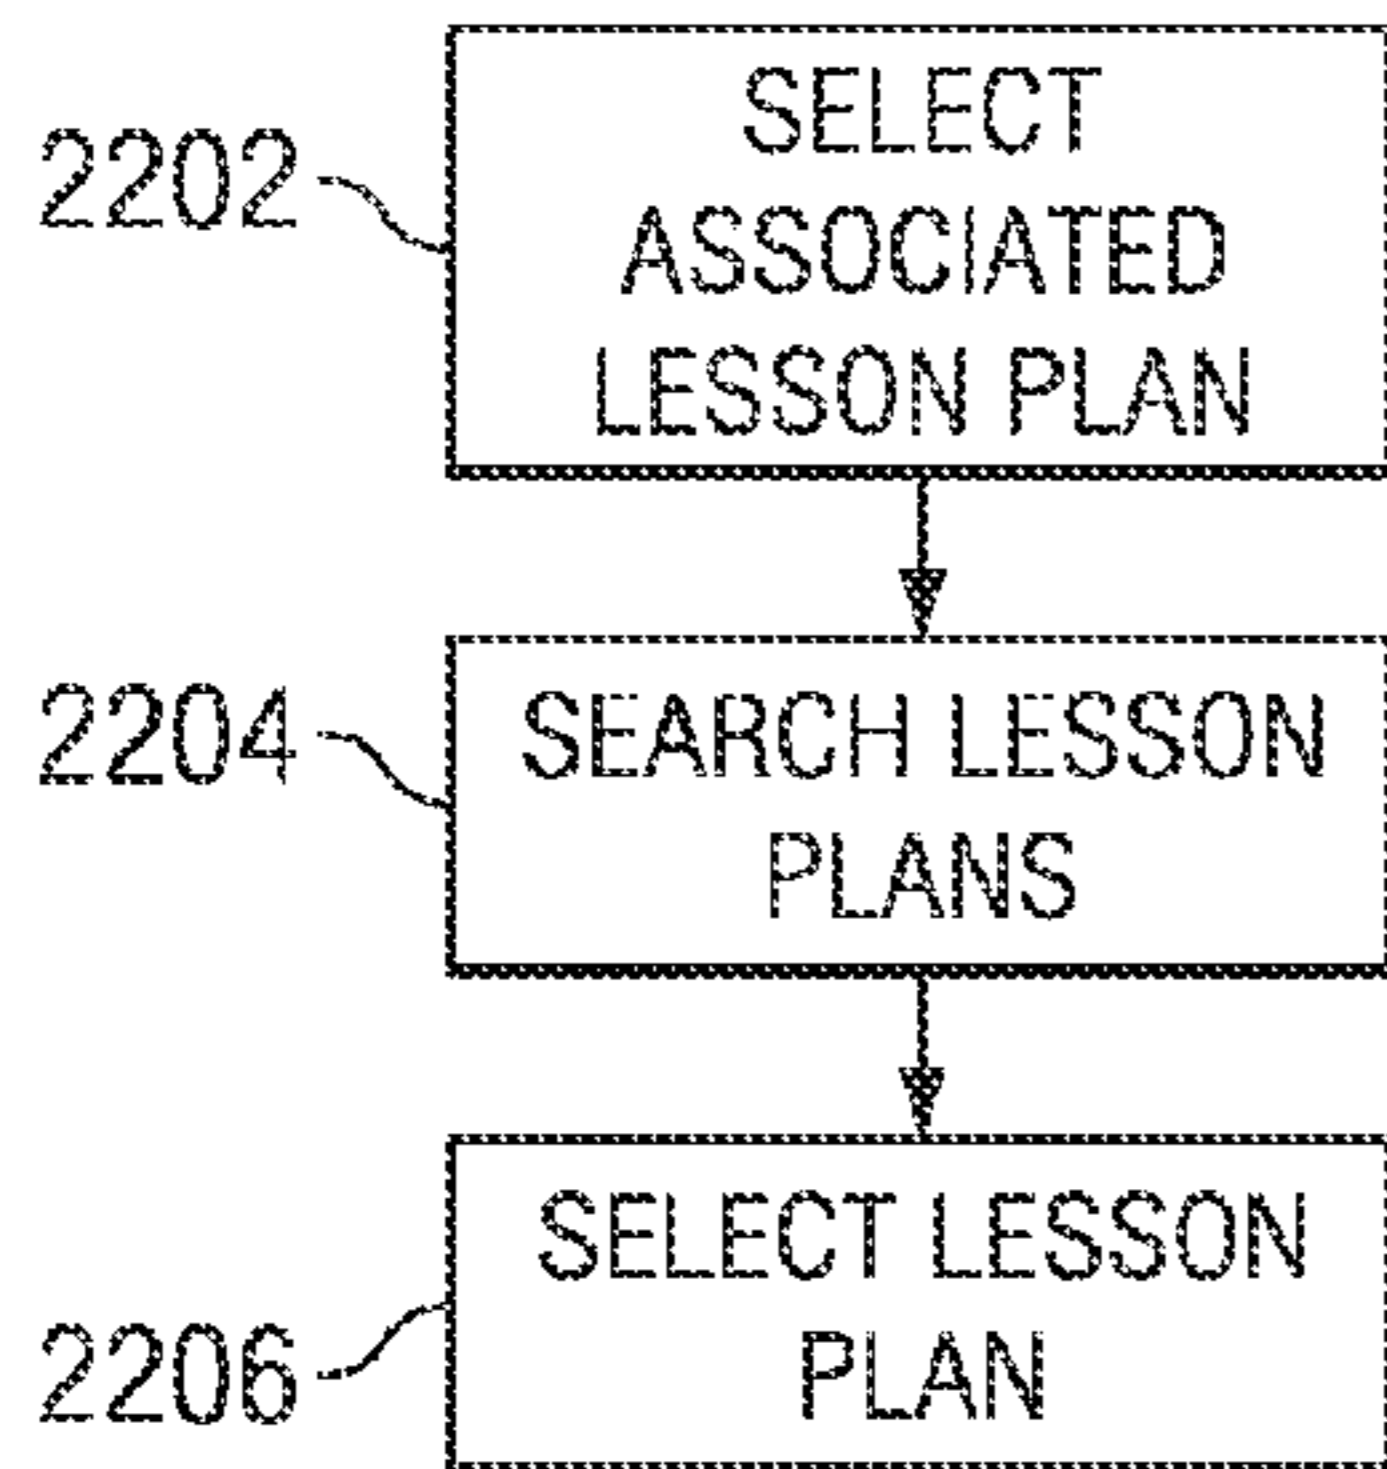 2202
SELECT
ASSOCIATED
LESSON PLAN
2204
SEARCH LESSON
PLANS
2206
SELECT LESSON
PLAN